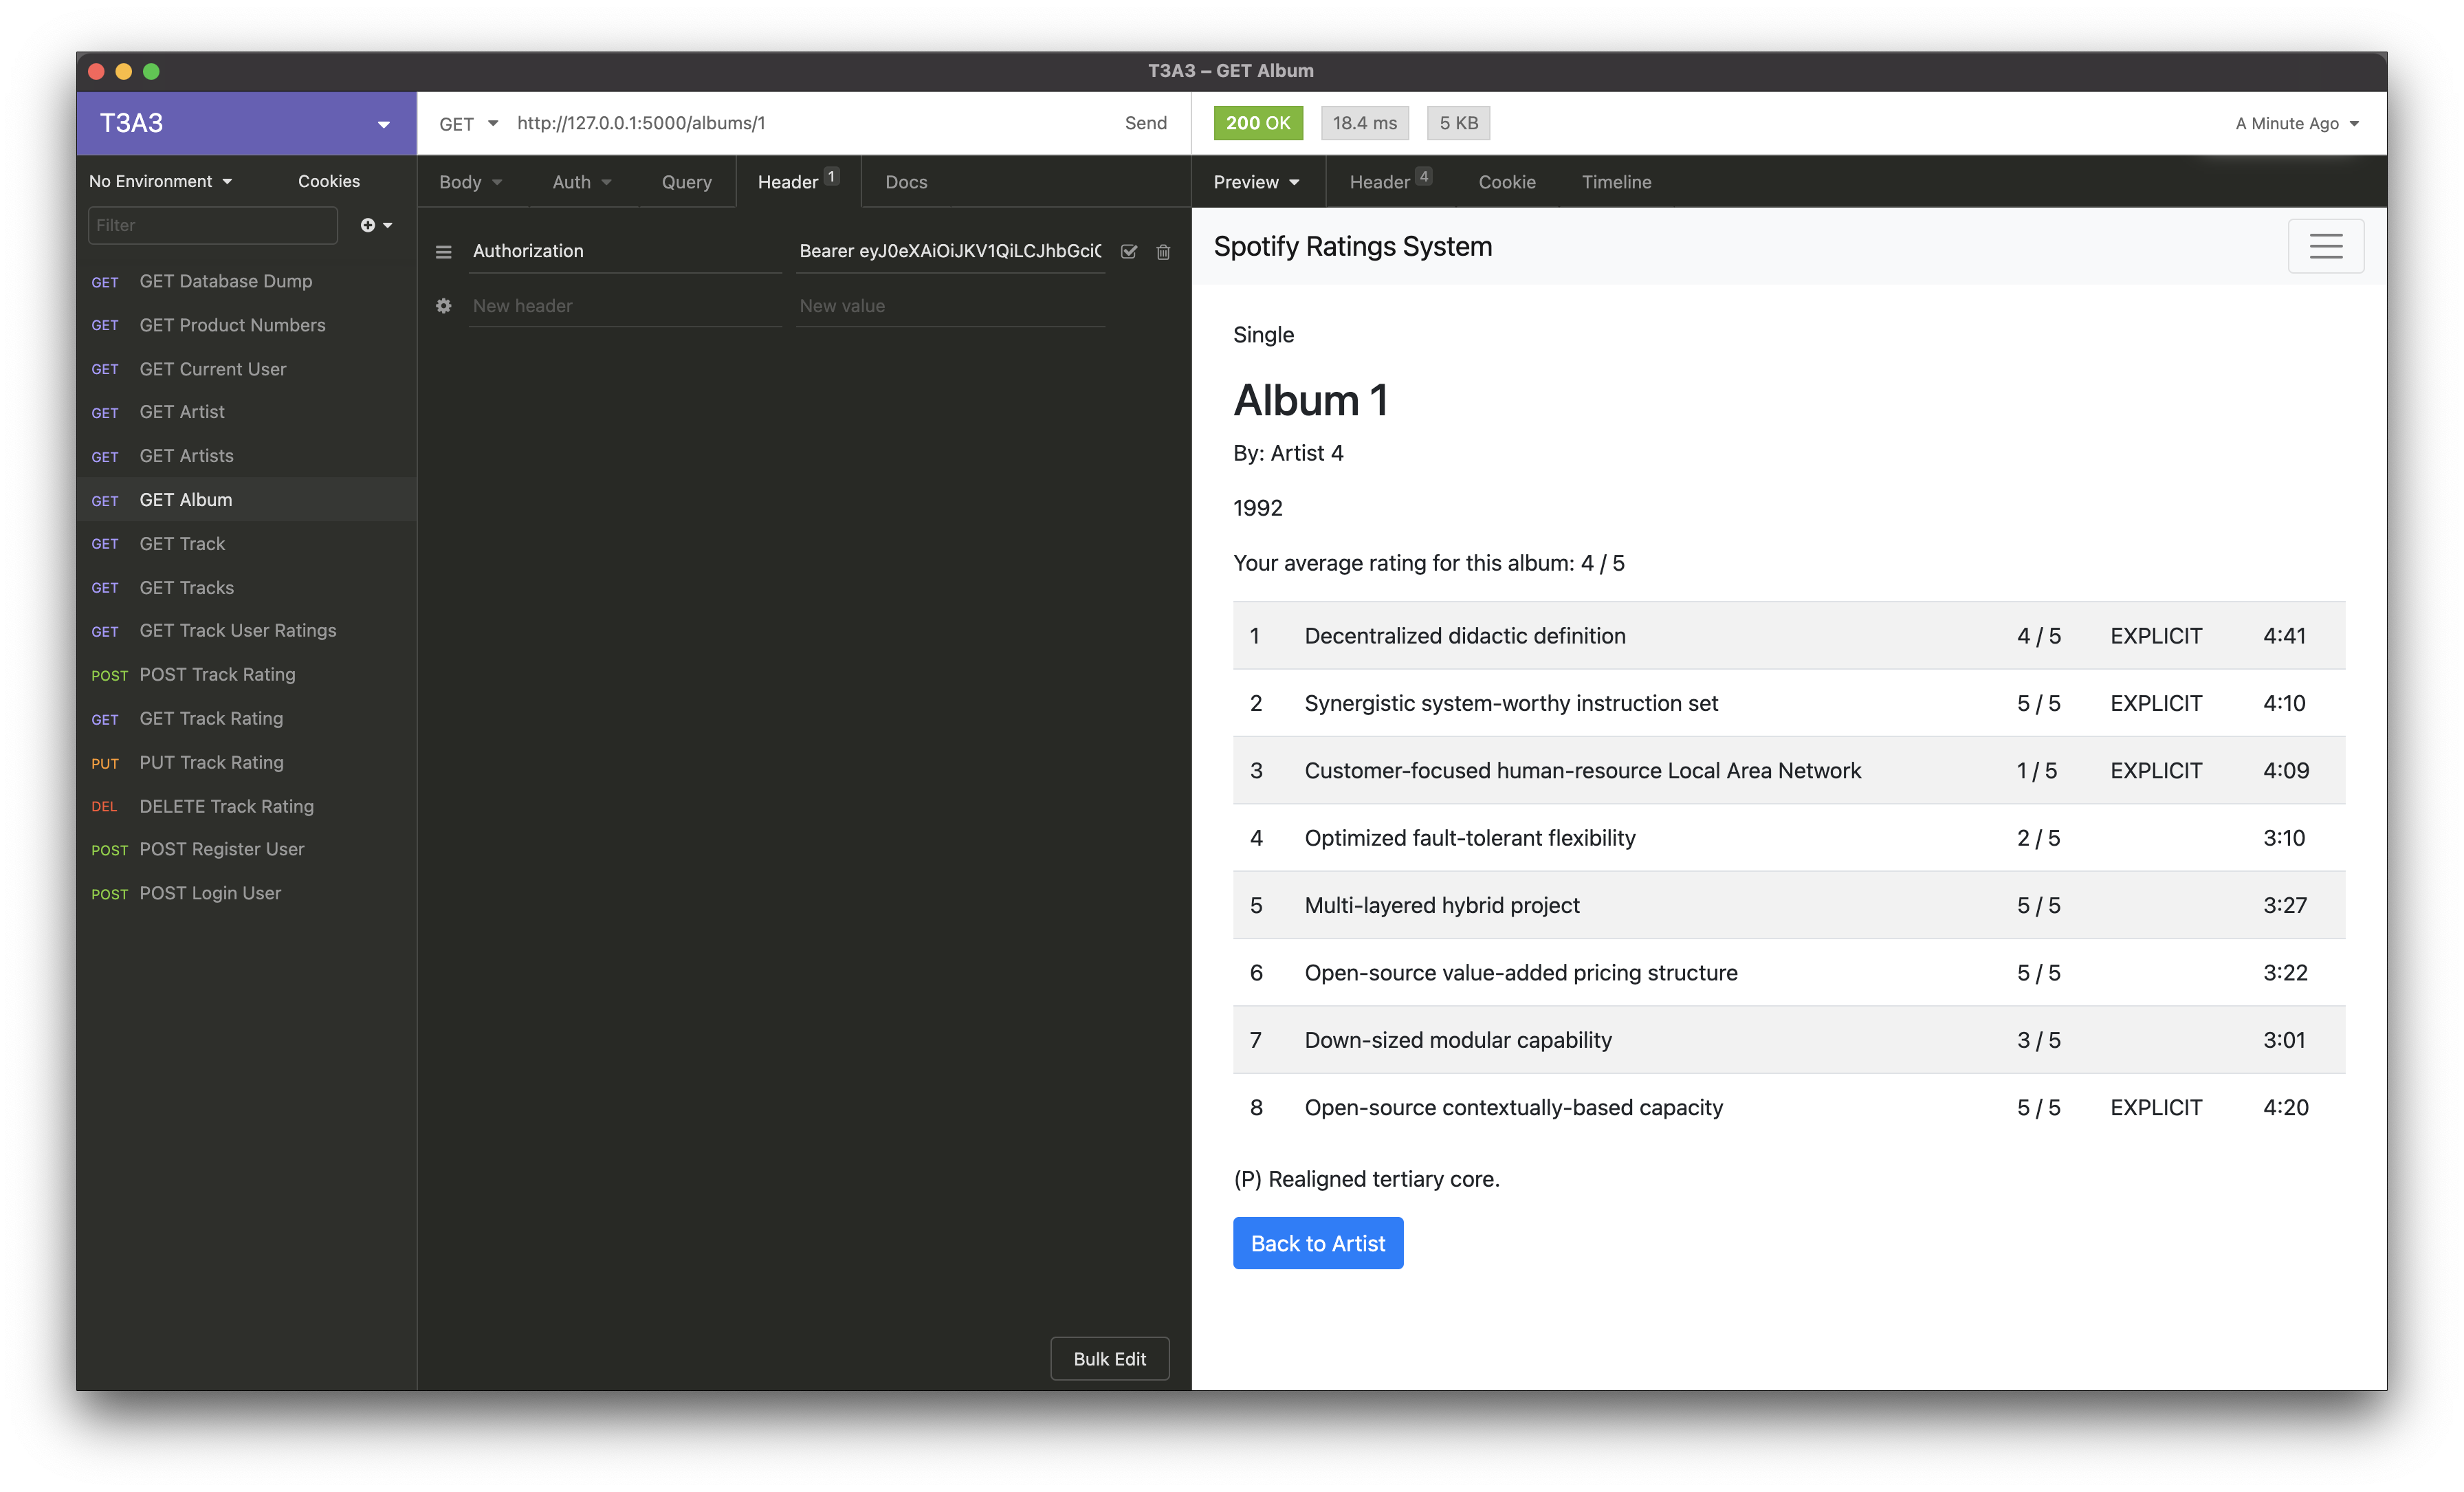 T3A3 – GET Album
T3A3
GET http://127.0.0.1:5000/albums/1 Send
200 OK 18.4 ms 5 KB A Minute Ago
No Environment Cookies
Filter
GET GET Database Dump
GET GET Product Numbers
GET GET Current User
GET GET Artist
GET GET Artists
GET GET Album
GET GET Track
GET GET Tracks
GET GET Track User Ratings
POST POST Track Rating
GET GET Track Rating
PUT PUT Track Rating
DEL DELETE Track Rating
POST POST Register User
POST POST Login User
Body Auth Query Header 1 Docs
Authorization Bearer eyJ0eXAiOiJKV1QiLCJhbGci
New header New value
Bulk Edit
Preview Header 4 Cookie Timeline
Spotify Ratings System
Single
Album 1
By: Artist 4
1992
Your average rating for this album: 4 / 5
1 Decentralized didactic definition 4 / 5 EXPLICIT 4:41
2 Synergistic system-worthy instruction set 5 / 5 EXPLICIT 4:10
3 Customer-focused human-resource Local Area Network 1 / 5 EXPLICIT 4:09
4 Optimized fault-tolerant flexibility 2 / 5 3:10
5 Multi-layered hybrid project 5 / 5 3:27
6 Open-source value-added pricing structure 5 / 5 3:22
7 Down-sized modular capability 3 / 5 3:01
8 Open-source contextually-based capacity 5 / 5 EXPLICIT 4:20
(P) Realigned tertiary core.
Back to Artist